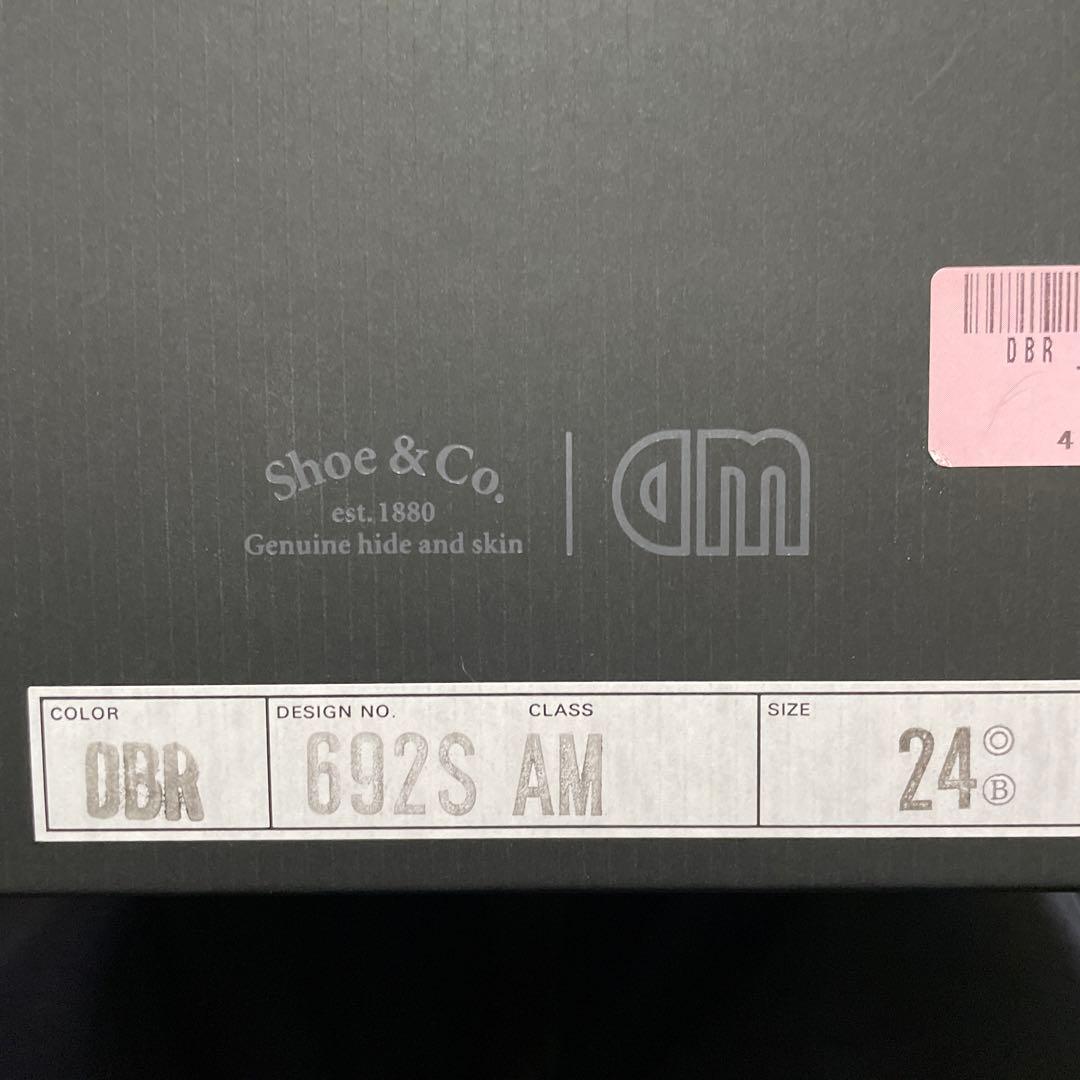 DBR
4
Shoe & Co.
est. 1880
Genuine hide and skin
am
COLOR DESIGN NO. CLASS SIZE
DBR 692S AM 24 ◎
Ⓑ